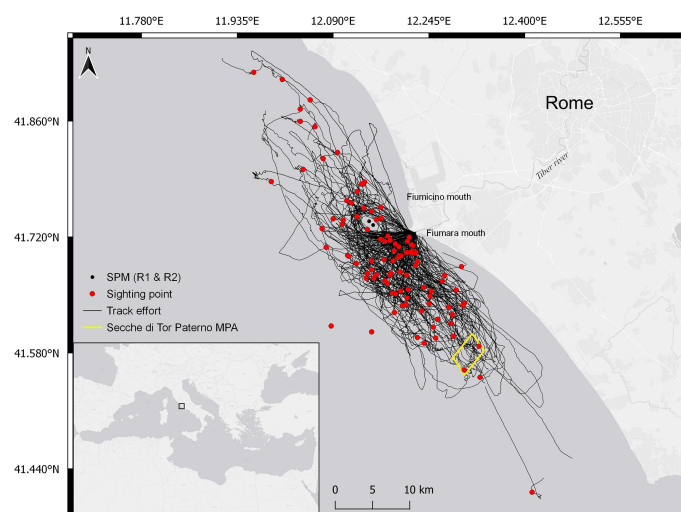 11.780°E 11.935°E 12.090°E 12.245°E 12.400°E 12.555°E
N
Rome
41.860°N
Tiber river
Fiumicino mouth
41.720°N
Fiumara mouth
SPM (R1 & R2)
Sighting point
Track effort
Secche di Tor Paterno MPA
41.580°N
41.440°N
0 5 10 km